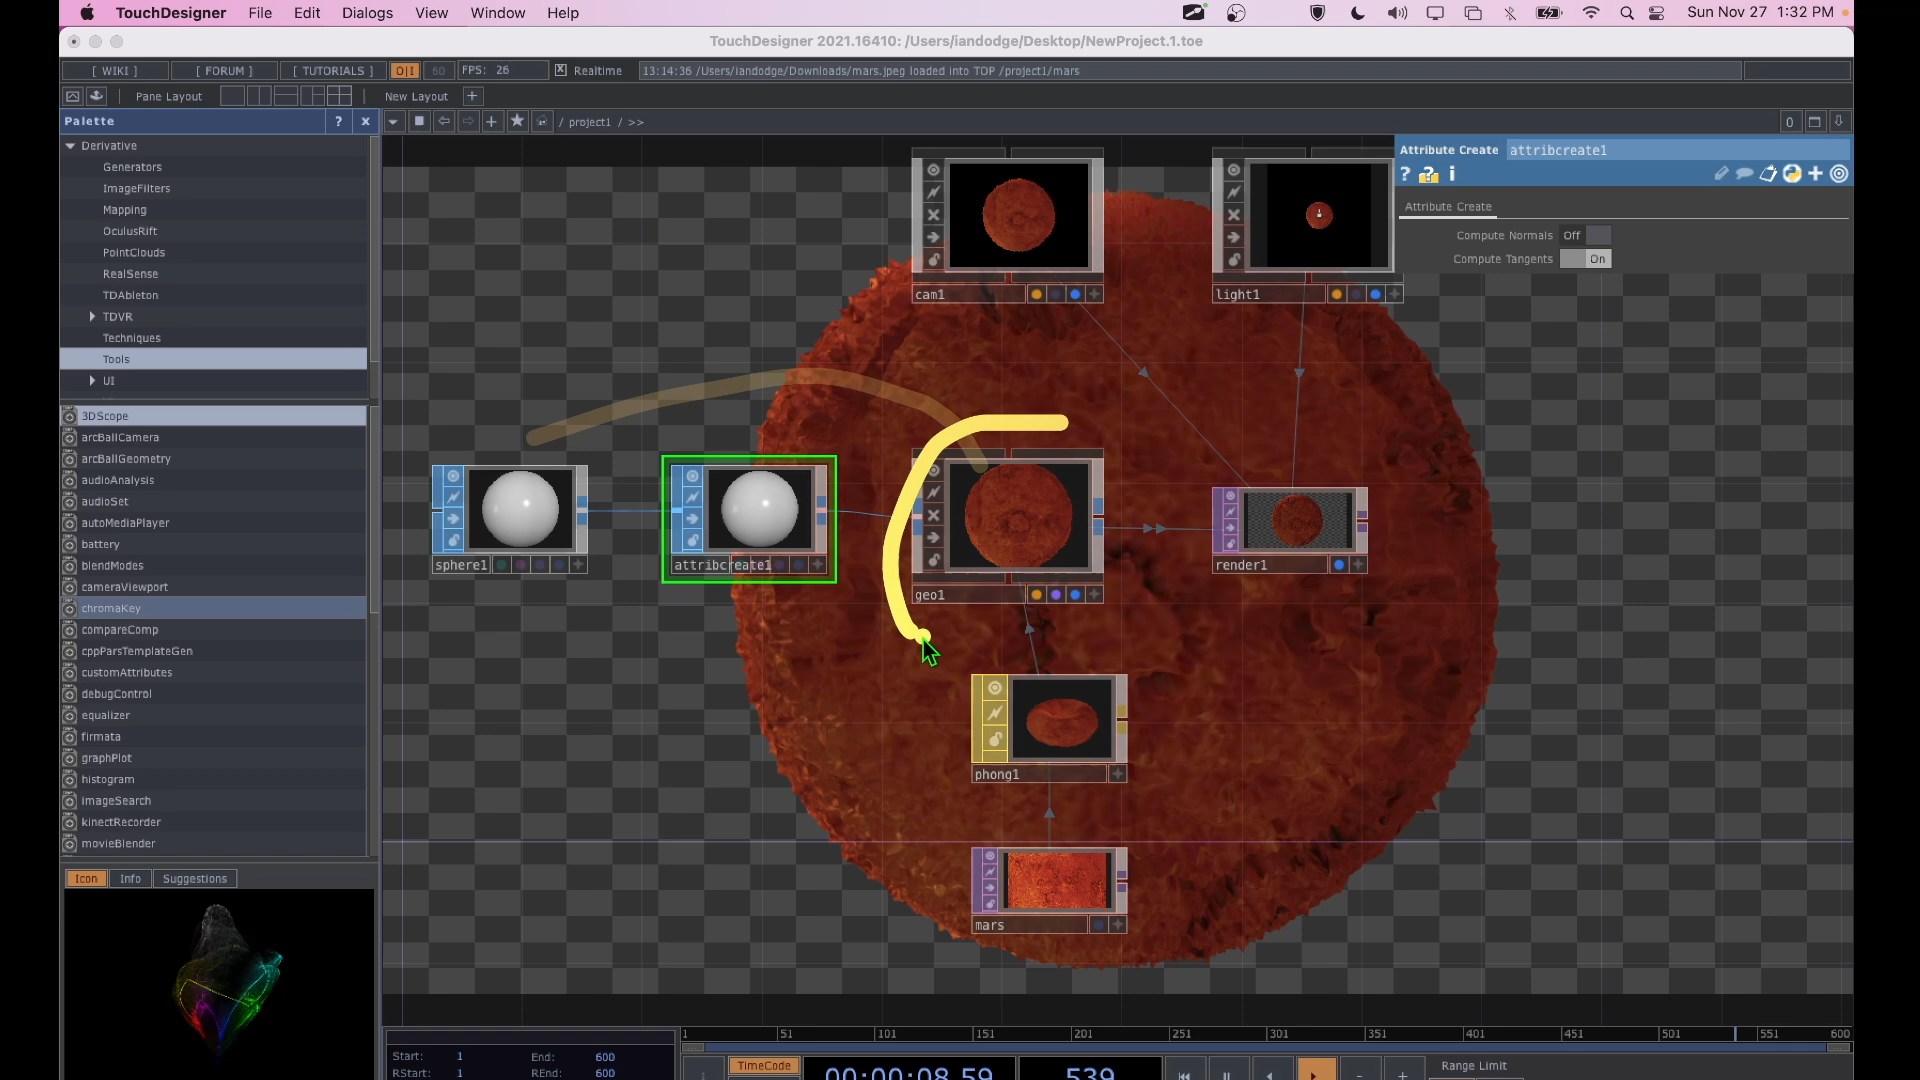 TouchDesigner File Edit Dialogs View Window Help
Sun Nov 27 1:32 PM
TouchDesigner 2021.16410: /Users/iandodge/Desktop/NewProject.1.toe
[ WIKI ] [ FORUM ] [ TUTORIALS ] O|I 60 FPS: 26 Realtime 13:14:36 /Users/iandodge/Downloads/mars.jpeg loaded into TOP /project1/mars
Pane Layout New Layout +
Palette ? x
/ project1 / >> 0
Derivative
Generators
ImageFilters
Mapping
OculusRift
PointClouds
RealSense
TDAbleton
TDVR
Techniques
Tools
UI
3DScope
arcBallCamera
arcBallGeometry
audioAnalysis
audioSet
autoMediaPlayer
battery
blendModes
cameraViewport
chromaKey
compareComp
cppParsTemplateGen
customAttributes
debugControl
equalizer
firmata
graphPlot
histogram
imageSearch
kinectRecorder
movieBlender
Icon Info Suggestions
Attribute Create attribcreate1
? ? i
Attribute Create
Compute Normals Off
Compute Tangents On
cam1
light1
sphere1
attribcreate1
geo1
render1
phong1
mars
1 51 101 151 201 251 301 351 401 451 501 551 600
Start: 1 End: 600
RStart: 1 REnd: 600
TimeCode 00:00:08.59 539
Range Limit